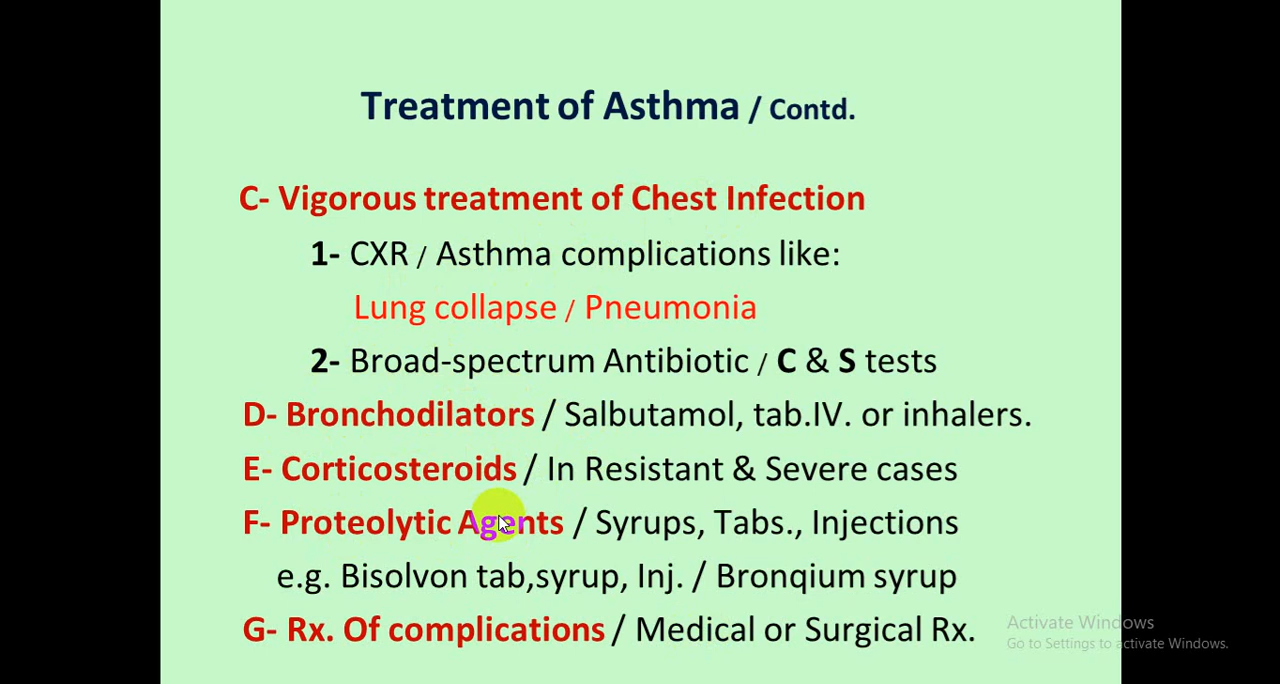 Treatment of Asthma / Contd.
C- Vigorous treatment of Chest Infection
1- CXR / Asthma complications like:
Lung collapse / Pneumonia
2- Broad-spectrum Antibiotic / C & S tests
D- Bronchodilators / Salbutamol, tab.IV. or inhalers.
E- Corticosteroids / In Resistant & Severe cases
F- Proteolytic Agents / Syrups, Tabs., Injections
e.g. Bisolvon tab,syrup, Inj. / Bronqium syrup
G- Rx. Of complications / Medical or Surgical Rx.
Activate Windows
Go to Settings to activate Windows.